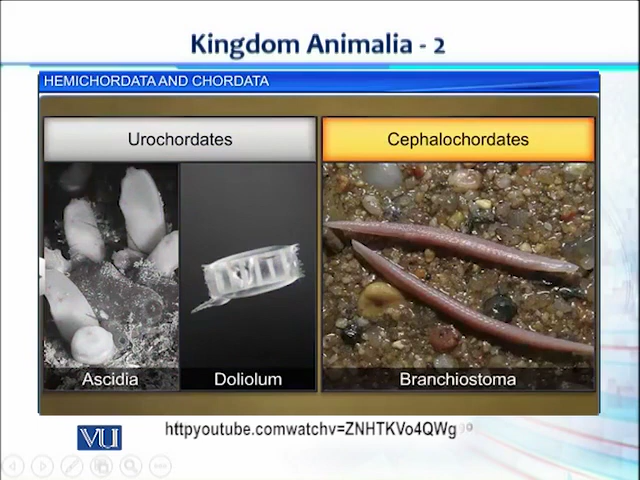 Kingdom Animalia - 2
HEMICHORDATA AND CHORDATA
Urochordates
Cephalochordates
Ascidia
Doliolum
Branchiostoma
httpyoutube.comwatchv=ZNHTKVo4QWg
VU